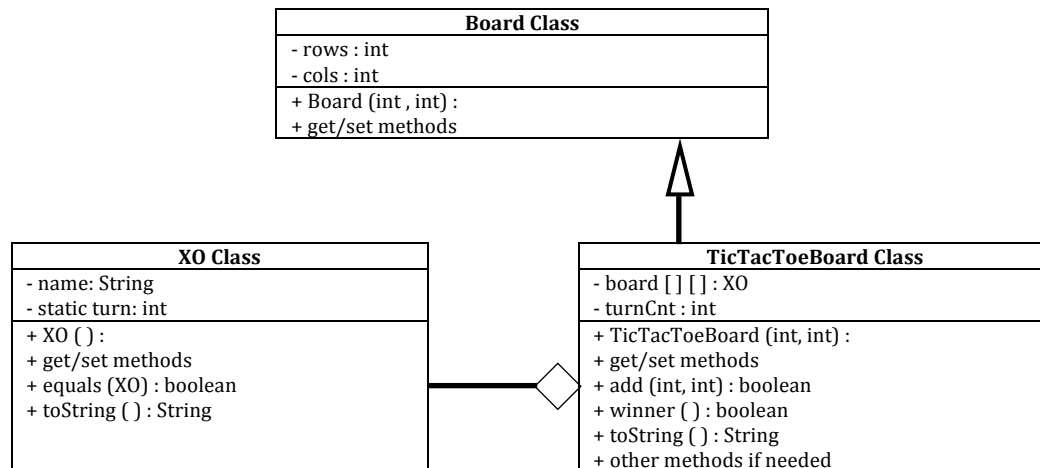 Board Class
- rows : int
- cols : int
+ Board (int , int) :
+ get/set methods
XO Class
- name: String
- static turn: int
+ XO ( ) :
+ get/set methods
+ equals (XO) : boolean
+ toString ( ) : String
TicTacToeBoard Class
- board [ ] [ ] : XO
- turnCnt : int
+ TicTacToeBoard (int, int) :
+ get/set methods
+ add (int, int) : boolean
+ winner ( ) : boolean
+ toString ( ) : String
+ other methods if needed